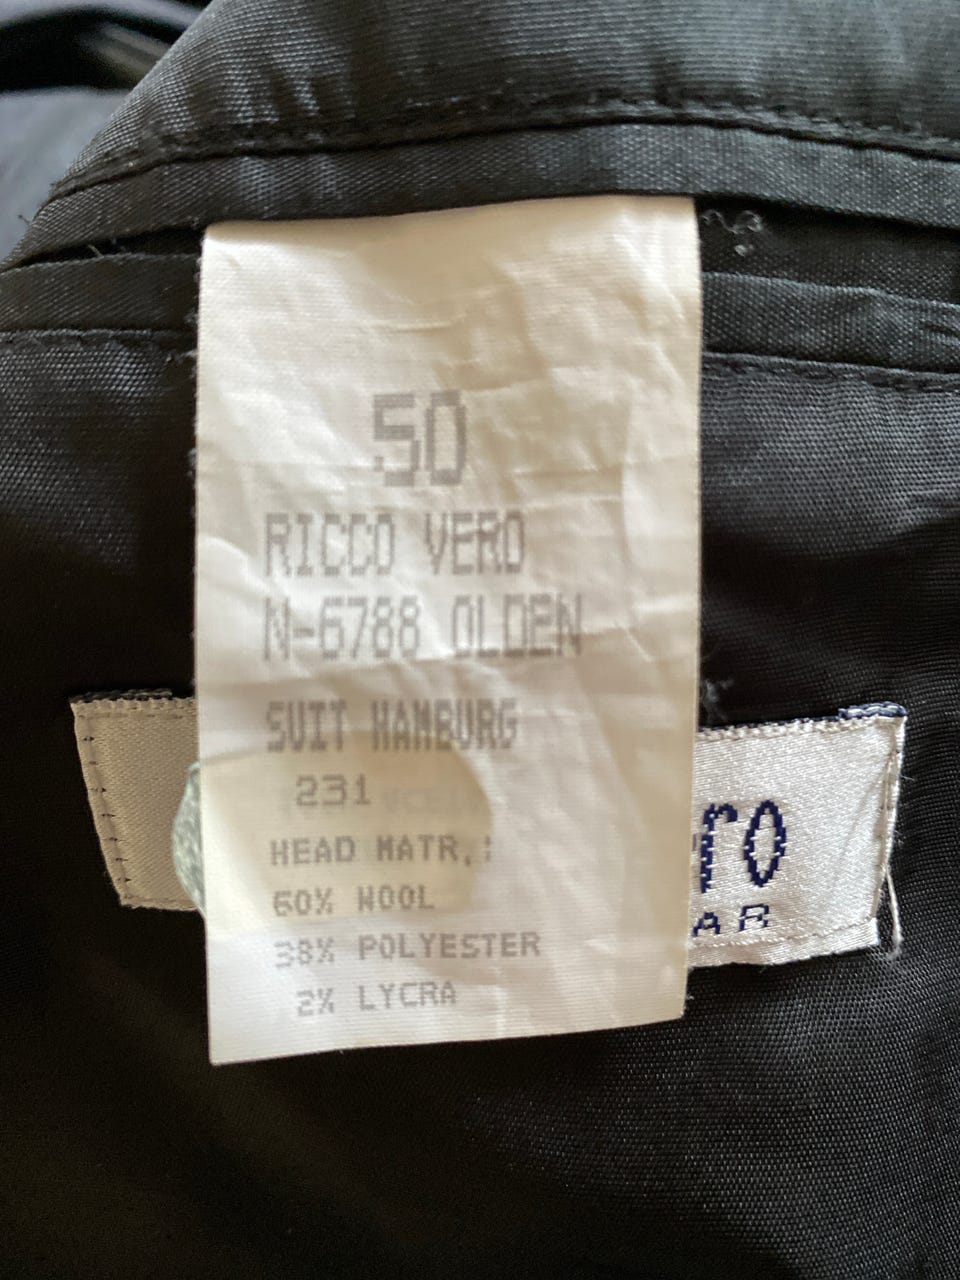 50
RICCO VERO
N-6788 OLDEN
SUIT HAMBURG
231
HEAD MATR.:
60% WOOL
38% POLYESTER
2% LYCRA
ro
AR